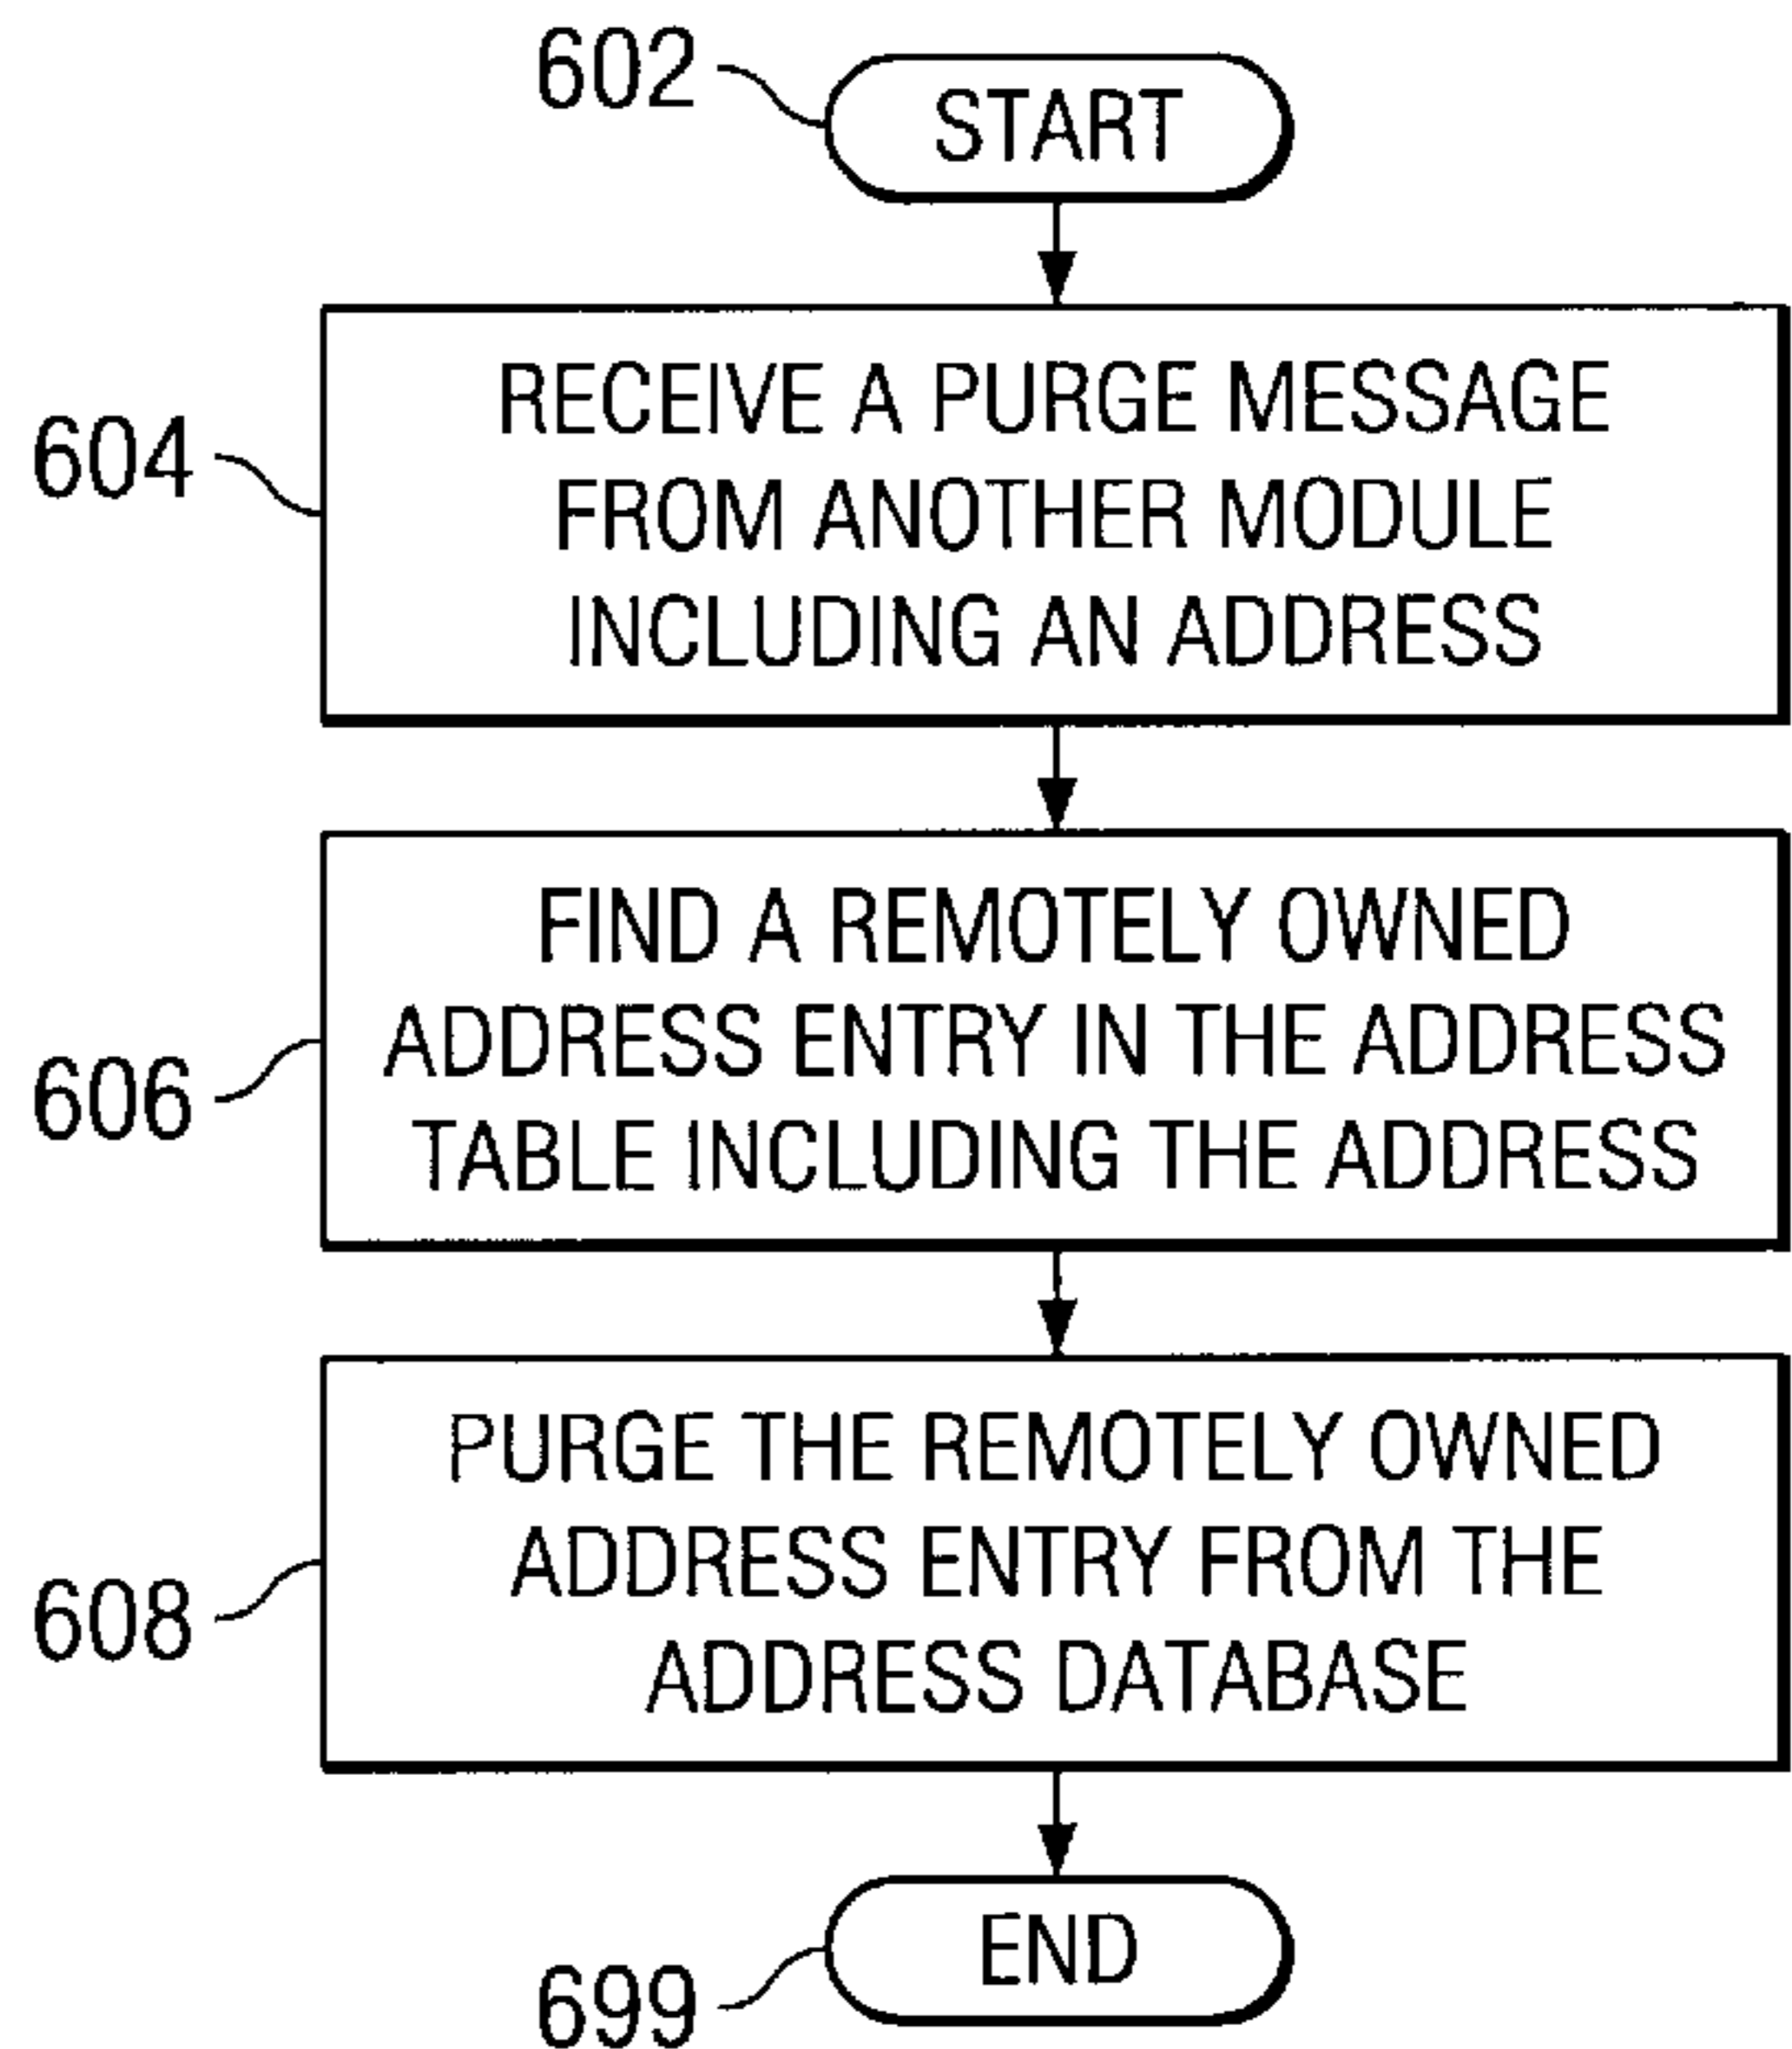 602
START
604
RECEIVE A PURGE MESSAGE
FROM ANOTHER MODULE
INCLUDING AN ADDRESS
606
FIND A REMOTELY OWNED
ADDRESS ENTRY IN THE ADDRESS
TABLE INCLUDING THE ADDRESS
608
PURGE THE REMOTELY OWNED
ADDRESS ENTRY FROM THE
ADDRESS DATABASE
699
END